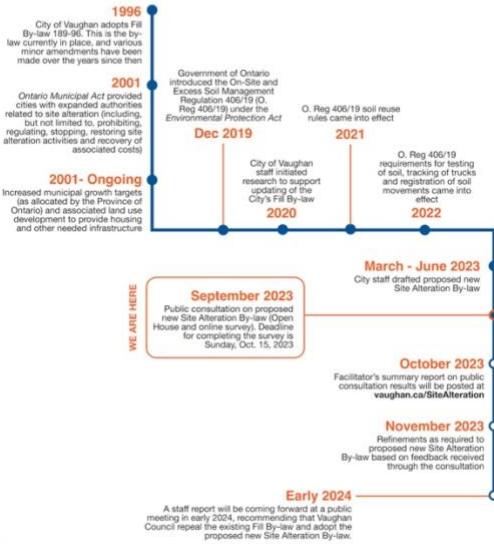 1996
City of Vaughan adopts Fill
By-law 189-96. This is the by-
law currently in place, and various
minor amendments have been
made over the years since then
2001
Ontario Municipal Act provided
cities with expanded authorities
related to site alteration (including,
but not limited to, prohibiting,
regulating, stopping, restoring site
alteration activities and recovery of
associated costs)
2001- Ongoing
Increased municipal growth targets
(as allocated by the Province of
Ontario) and associated land use
development to provide housing
and other needed infrastructure
Government of Ontario
introduced the On-Site and
Excess Soil Management
Regulation 406/19 (O.
Reg 406/19) under the
Environmental Protection Act
Dec 2019
City of Vaughan
staff initiated
research to support
updating of the
City's Fill By-law
2020
O. Reg 406/19 soil reuse
rules came into effect
2021
O. Reg 406/19
requirements for testing
of soil, tracking of trucks
and registration of soil
movements came into
effect
2022
March - June 2023
City staff drafted proposed new
Site Alteration By-law
WE ARE HERE
September 2023
Public consultation on proposed
new Site Alteration By-law (Open
House and online survey). Deadline
for completing the survey is
Sunday, Oct. 15, 2023
October 2023
Facilitator's summary report on public
consultation results will be posted at
vaughan.ca/SiteAlteration
November 2023
Refinements as required to
proposed new Site Alteration
By-law based on feedback received
through the consultation
Early 2024
A staff report will be coming forward at a public
meeting in early 2024, recommending that Vaughan
Council repeal the existing Fill By-law and adopt the
proposed new Site Alteration By-law.